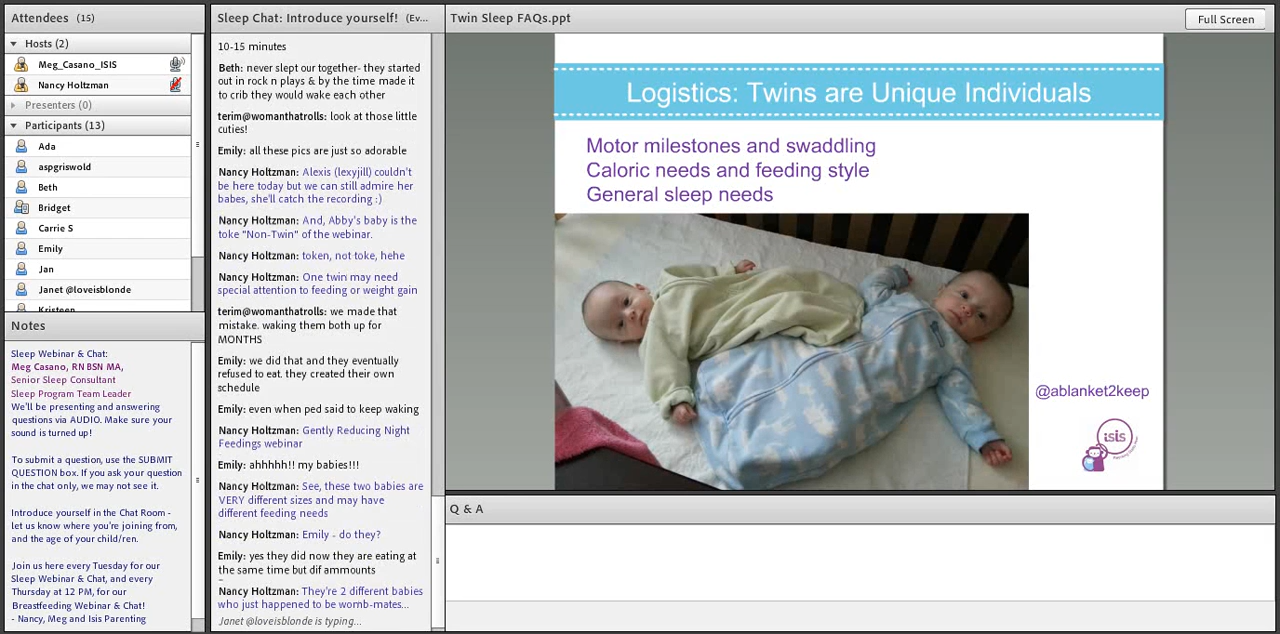 Attendees (15)
Hosts (2)
Meg_Casano_ISIS
Nancy Holtzman
Presenters (0)
Participants (13)
Ada
aspgriswold
Beth
Bridget
Carrie S
Emily
Jan
Janet @loveisblonde
Kristeen
Notes
Sleep Webinar & Chat:
Meg Casano, RN BSN MA,
Senior Sleep Consultant
Sleep Program Team Leader
We'll be presenting and answering
questions via AUDIO. Make sure your
sound is turned up!
To submit a question, use the SUBMIT
QUESTION box. If you ask your question
in the chat only, we may not see it.
Introduce yourself in the Chat Room -
let us know where you're joining from,
and the age of your child/ren.
Join us here every Tuesday for our
Sleep Webinar & Chat, and every
Thursday at 12 PM, for our
Breastfeeding Webinar & Chat!
- Nancy, Meg and Isis Parenting
Sleep Chat: Introduce yourself! (Ev...
10-15 minutes
Beth: never slept our together- they started
out in rock n plays & by the time made it
to crib they would wake each other
terim@womanthatrolls: look at those little
cuties!
Emily: all these pics are just so adorable
Nancy Holtzman: Alexis (lexyjill) couldn't
be here today but we can still admire her
babes, she'll catch the recording :)
Nancy Holtzman: And, Abby's baby is the
toke "Non-Twin" of the webinar.
Nancy Holtzman: token, not toke, hehe
Nancy Holtzman: One twin may need
special attention to feeding or weight gain
terim@womanthatrolls: we made that
mistake. waking them both up for
MONTHS
Emily: we did that and they eventually
refused to eat. they created their own
schedule
Emily: even when ped said to keep waking
Nancy Holtzman: Gently Reducing Night
Feedings webinar
Emily: ahhhhh!! my babies!!!
Nancy Holtzman: See, these two babies are
VERY different sizes and may have
different feeding needs
Nancy Holtzman: Emily - do they?
Emily: yes they did now they are eating at
the same time but dif ammounts
Nancy Holtzman: They're 2 different babies
who just happened to be womb-mates...
Janet @loveisblonde is typing...
Twin Sleep FAQs.ppt
Full Screen
Logistics: Twins are Unique Individuals
Motor milestones and swaddling
Caloric needs and feeding style
General sleep needs
@ablanket2keep
isis
Q & A